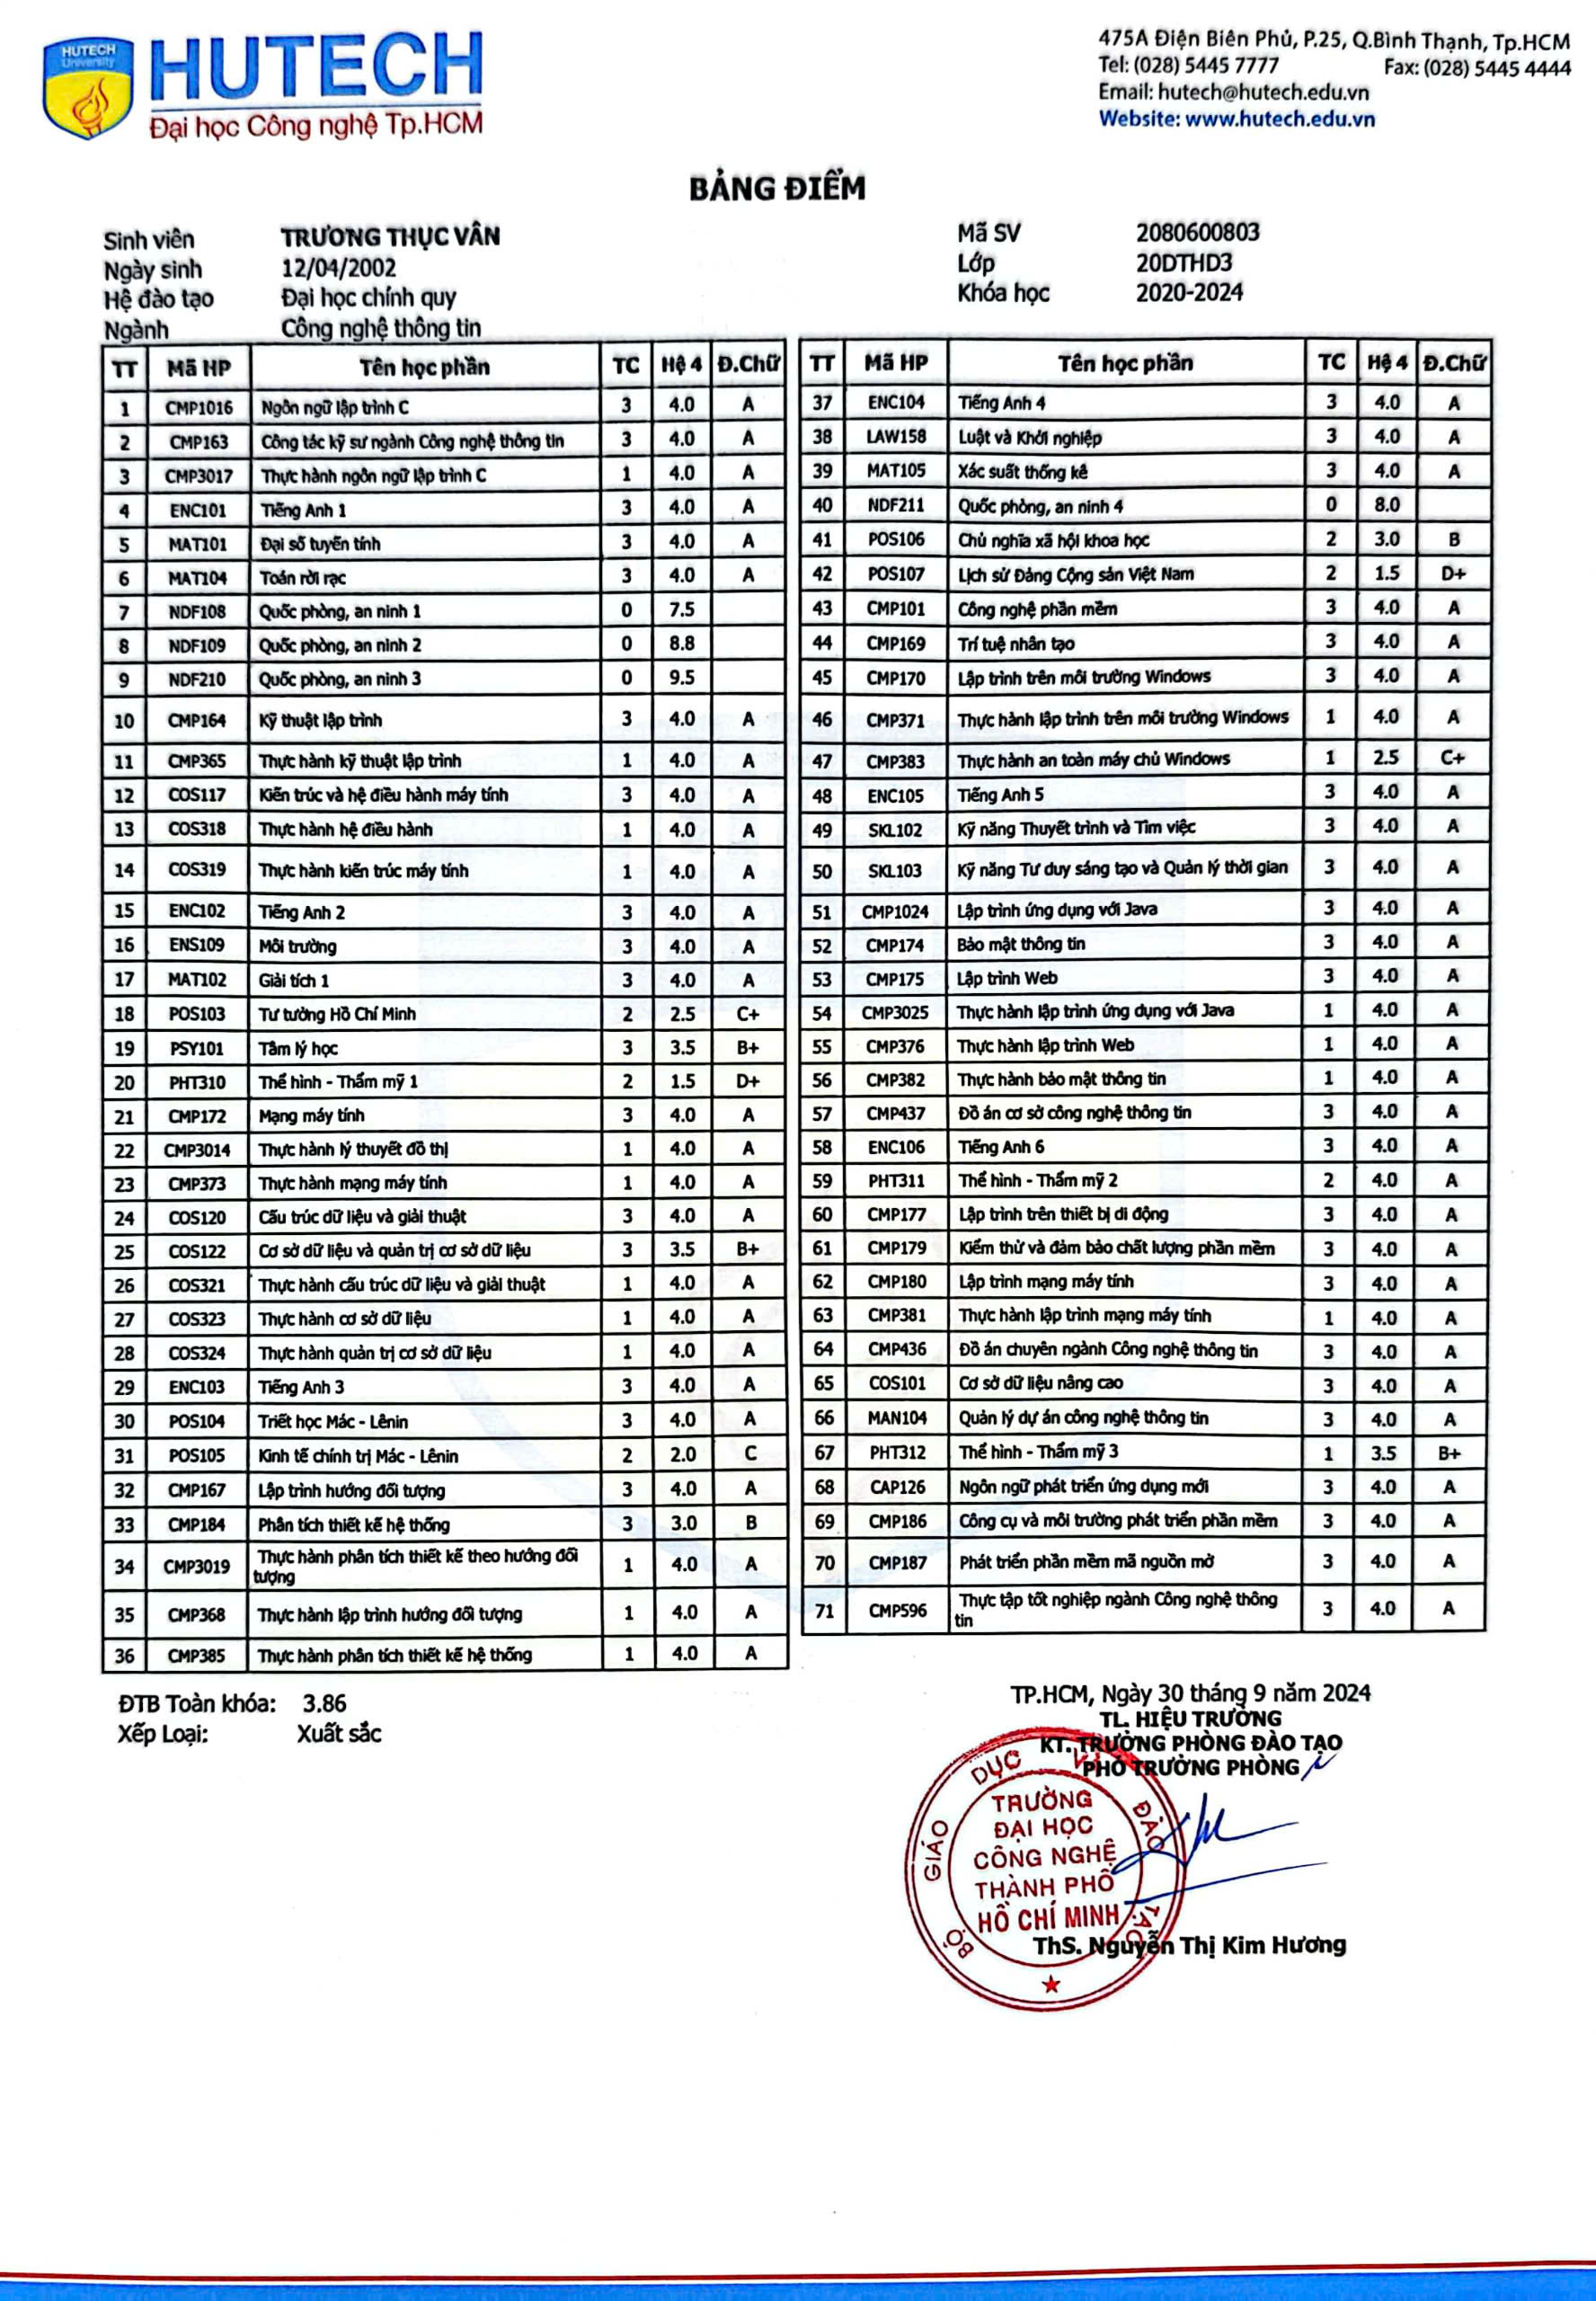 HUTECH
University
HUTECH
Đại học Công nghệ Tp.HCM
475A Điện Biên Phủ, P.25, Q.Bình Thạnh, Tp.HCM
Tel: (028) 5445 7777 Fax: (028) 5445 4444
Email: hutech@hutech.edu.vn
Website: www.hutech.edu.vn
BẢNG ĐIỂM
Sinh viên TRƯƠNG THỤC VÂN
Ngày sinh 12/04/2002
Hệ đào tạo Đại học chính quy
Ngành Công nghệ thông tin
Mã SV 2080600803
Lớp 20DTHD3
Khóa học 2020-2024
TT Mã HP Tên học phần TC Hệ 4 Đ.Chữ
1 CMP1016 Ngôn ngữ lập trình C 3 4.0 A
2 CMP163 Công tác kỹ sư ngành Công nghệ thông tin 3 4.0 A
3 CMP3017 Thực hành ngôn ngữ lập trình C 1 4.0 A
4 ENC101 Tiếng Anh 1 3 4.0 A
5 MAT101 Đại số tuyến tính 3 4.0 A
6 MAT104 Toán rời rạc 3 4.0 A
7 NDF108 Quốc phòng, an ninh 1 0 7.5
8 NDF109 Quốc phòng, an ninh 2 0 8.8
9 NDF210 Quốc phòng, an ninh 3 0 9.5
10 CMP164 Kỹ thuật lập trình 3 4.0 A
11 CMP365 Thực hành kỹ thuật lập trình 1 4.0 A
12 COS117 Kiến trúc và hệ điều hành máy tính 3 4.0 A
13 COS318 Thực hành hệ điều hành 1 4.0 A
14 COS319 Thực hành kiến trúc máy tính 1 4.0 A
15 ENC102 Tiếng Anh 2 3 4.0 A
16 ENS109 Môi trường 3 4.0 A
17 MAT102 Giải tích 1 3 4.0 A
18 POS103 Tư tưởng Hồ Chí Minh 2 2.5 C+
19 PSY101 Tâm lý học 3 3.5 B+
20 PHT310 Thể hình - Thẩm mỹ 1 2 1.5 D+
21 CMP172 Mạng máy tính 3 4.0 A
22 CMP3014 Thực hành lý thuyết đồ thị 1 4.0 A
23 CMP373 Thực hành mạng máy tính 1 4.0 A
24 COS120 Cấu trúc dữ liệu và giải thuật 3 4.0 A
25 COS122 Cơ sở dữ liệu và quản trị cơ sở dữ liệu 3 3.5 B+
26 COS321 Thực hành cấu trúc dữ liệu và giải thuật 1 4.0 A
27 COS323 Thực hành cơ sở dữ liệu 1 4.0 A
28 COS324 Thực hành quản trị cơ sở dữ liệu 1 4.0 A
29 ENC103 Tiếng Anh 3 3 4.0 A
30 POS104 Triết học Mác - Lênin 3 4.0 A
31 POS105 Kinh tế chính trị Mác - Lênin 2 2.0 C
32 CMP167 Lập trình hướng đối tượng 3 4.0 A
33 CMP184 Phân tích thiết kế hệ thống 3 3.0 B
34 CMP3019 Thực hành phân tích thiết kế theo hướng đối
tượng 1 4.0 A
35 CMP368 Thực hành lập trình hướng đối tượng 1 4.0 A
36 CMP385 Thực hành phân tích thiết kế hệ thống 1 4.0 A
TT Mã HP Tên học phần TC Hệ 4 Đ.Chữ
37 ENC104 Tiếng Anh 4 3 4.0 A
38 LAW158 Luật và Khởi nghiệp 3 4.0 A
39 MAT105 Xác suất thống kê 3 4.0 A
40 NDF211 Quốc phòng, an ninh 4 0 8.0
41 POS106 Chủ nghĩa xã hội khoa học 2 3.0 B
42 POS107 Lịch sử Đảng Cộng sản Việt Nam 2 1.5 D+
43 CMP101 Công nghệ phần mềm 3 4.0 A
44 CMP169 Trí tuệ nhân tạo 3 4.0 A
45 CMP170 Lập trình trên môi trường Windows 3 4.0 A
46 CMP371 Thực hành lập trình trên môi trường Windows 1 4.0 A
47 CMP383 Thực hành an toàn máy chủ Windows 1 2.5 C+
48 ENC105 Tiếng Anh 5 3 4.0 A
49 SKL102 Kỹ năng Thuyết trình và Tìm việc 3 4.0 A
50 SKL103 Kỹ năng Tư duy sáng tạo và Quản lý thời gian 3 4.0 A
51 CMP1024 Lập trình ứng dụng với Java 3 4.0 A
52 CMP174 Bảo mật thông tin 3 4.0 A
53 CMP175 Lập trình Web 3 4.0 A
54 CMP3025 Thực hành lập trình ứng dụng với Java 1 4.0 A
55 CMP376 Thực hành lập trình Web 1 4.0 A
56 CMP382 Thực hành bảo mật thông tin 1 4.0 A
57 CMP437 Đồ án cơ sở công nghệ thông tin 3 4.0 A
58 ENC106 Tiếng Anh 6 3 4.0 A
59 PHT311 Thể hình - Thẩm mỹ 2 2 4.0 A
60 CMP177 Lập trình trên thiết bị di động 3 4.0 A
61 CMP179 Kiểm thử và đảm bảo chất lượng phần mềm 3 4.0 A
62 CMP180 Lập trình mạng máy tính 3 4.0 A
63 CMP381 Thực hành lập trình mạng máy tính 1 4.0 A
64 CMP436 Đồ án chuyên ngành Công nghệ thông tin 3 4.0 A
65 COS101 Cơ sở dữ liệu nâng cao 3 4.0 A
66 MAN104 Quản lý dự án công nghệ thông tin 3 4.0 A
67 PHT312 Thể hình - Thẩm mỹ 3 1 3.5 B+
68 CAP126 Ngôn ngữ phát triển ứng dụng mới 3 4.0 A
69 CMP186 Công cụ và môi trường phát triển phần mềm 3 4.0 A
70 CMP187 Phát triển phần mềm mã nguồn mở 3 4.0 A
71 CMP596 Thực tập tốt nghiệp ngành Công nghệ thông
tin 3 4.0 A
ĐTB Toàn khóa: 3.86
Xếp Loại: Xuất sắc
TP.HCM, Ngày 30 tháng 9 năm 2024
TL. HIỆU TRƯỞNG
KT. TRƯỞNG PHÒNG ĐÀO TẠO
PHÓ TRƯỞNG PHÒNG
BỘ GIÁO DỤC VÀ ĐÀO TẠO
TRƯỜNG
ĐẠI HỌC
CÔNG NGHỆ
THÀNH PHỐ
HỒ CHÍ MINH
ThS. Nguyễn Thị Kim Hương